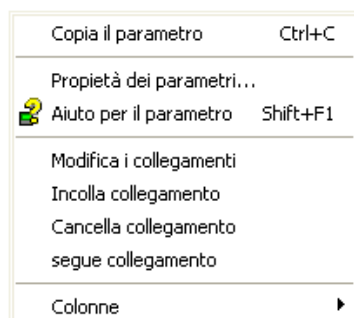 Copia il parametro Ctrl+C
Propietà dei parametri...
Aiuto per il parametro Shift+F1
Modifica i collegamenti
Incolla collegamento
Cancella collegamento
segue collegamento
Colonne